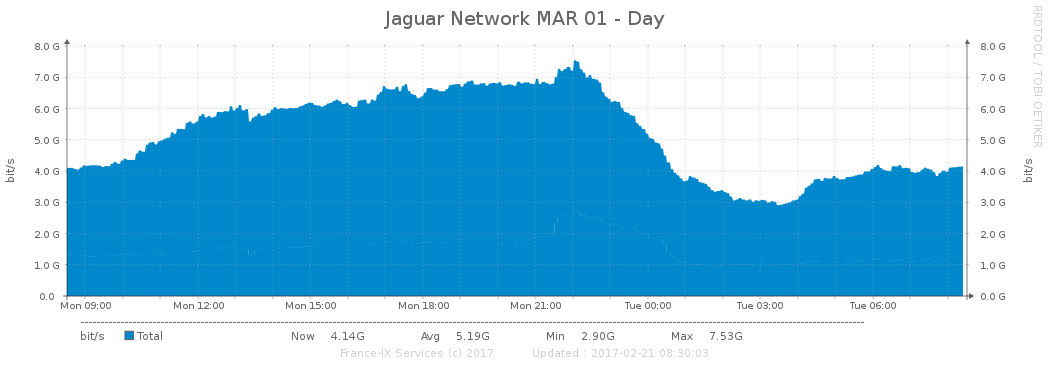 Jaguar Network MAR 01 - Day
RRDTOOL / TOBI OETIKER
bit/s
bit/s
8.0 G 8.0 G
7.0 G 7.0 G
6.0 G 6.0 G
5.0 G 5.0 G
4.0 G 4.0 G
3.0 G 3.0 G
2.0 G 2.0 G
1.0 G 1.0 G
0.0 0.0 G
Mon 09:00 Mon 12:00 Mon 15:00 Mon 18:00 Mon 21:00 Tue 00:00 Tue 03:00 Tue 06:00
bit/s Total Now 4.14G Avg 5.19G Min 2.90G Max 7.53G
France-IX Services (c) 2017 Updated : 2017-02-21 08:30:03